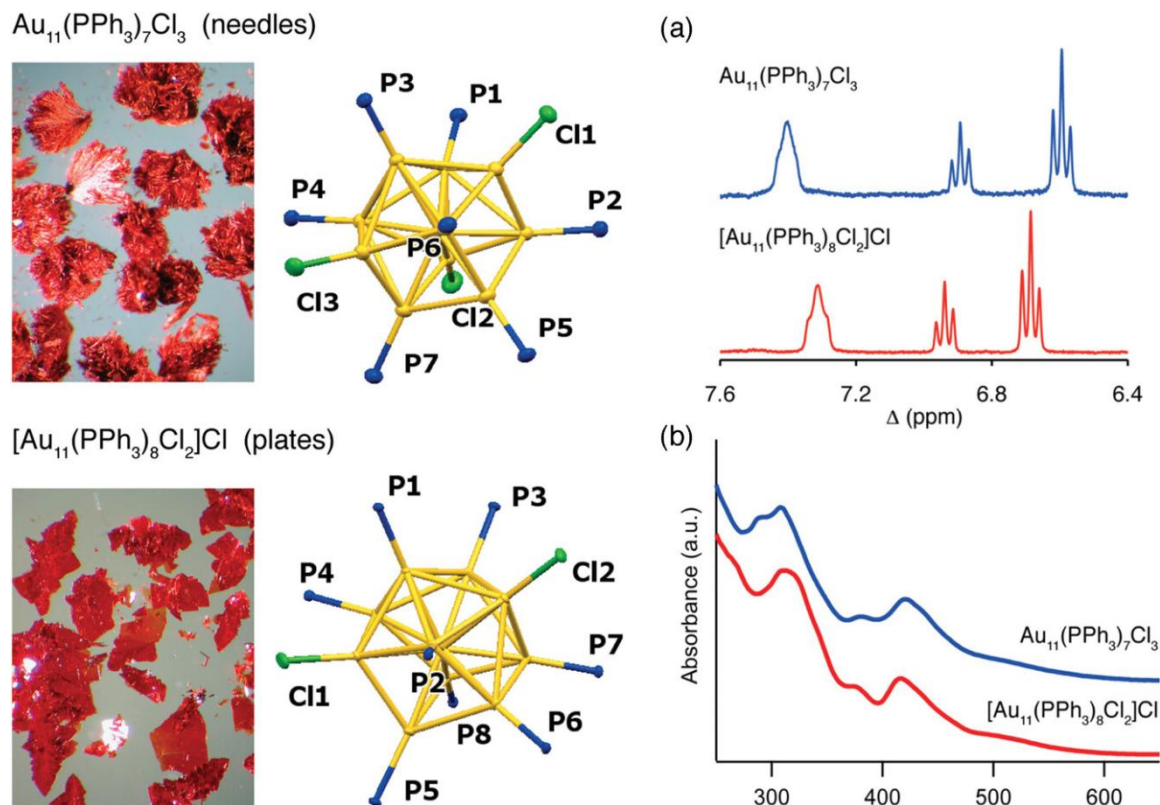 Au₁₁(PPh₃)₇Cl₃ (needles)
P3
P1
Cl1
P4
P2
P6
Cl3
Cl2
P5
P7
[Au₁₁(PPh₃)₈Cl₂]Cl (plates)
P1
P3
Cl2
P4
P7
Cl1
P2
P8
P6
P5
(a)
Au₁₁(PPh₃)₇Cl₃
[Au₁₁(PPh₃)₈Cl₂]Cl
7.6 7.2 6.8 6.4
Δ (ppm)
(b)
Absorbance (a.u.)
Au₁₁(PPh₃)₇Cl₃
[Au₁₁(PPh₃)₈Cl₂]Cl
300 400 500 600